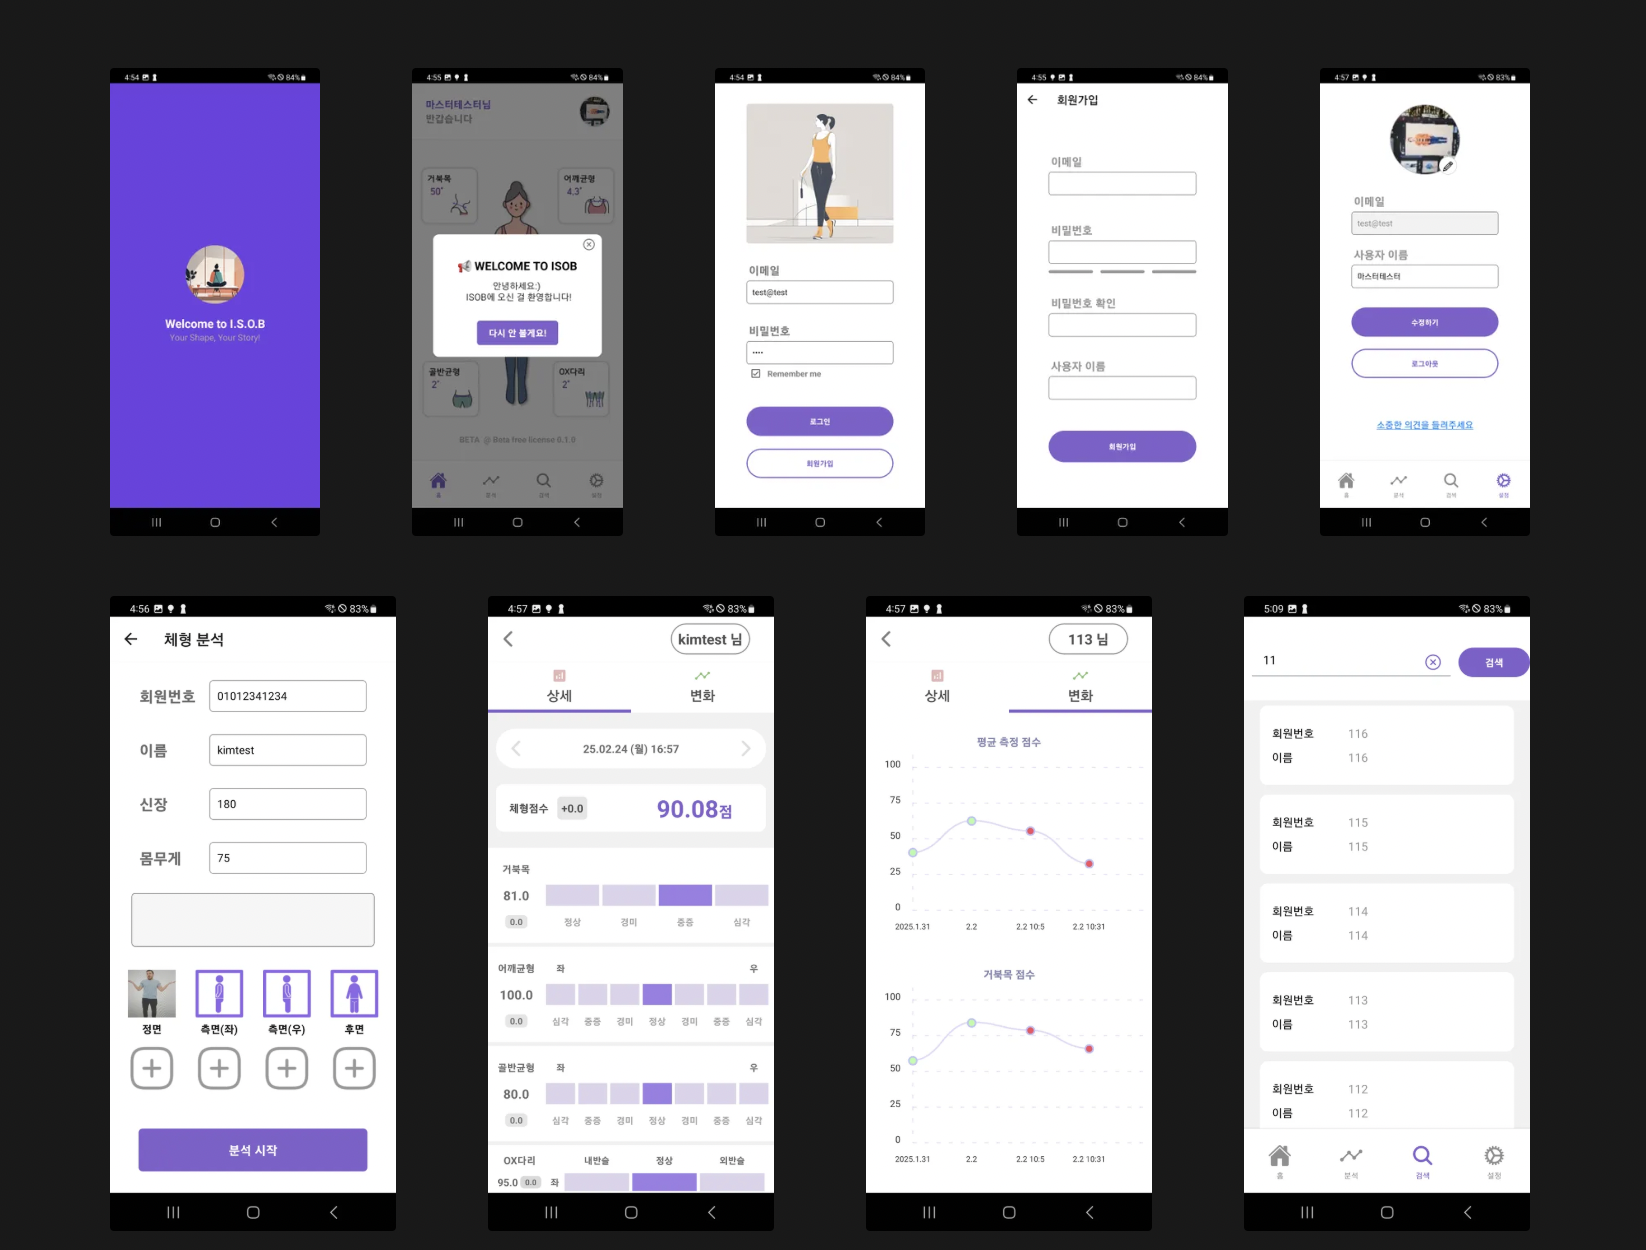 4:54
84%
Welcome to I.S.O.B
Your Shape, Your Story!
4:55
84%
마스터테스터님
반갑습니다
거북목
50˚
어깨균형
4.3˚
WELCOME TO ISOB
안녕하세요:)
ISOB에 오신 걸 환영합니다!
다시 안 볼게요!
골반균형
2˚
OX다리
2˚
BETA @ Beta free license 0.1.0
홈
분석
검색
설정
4:54
84%
이메일
test@test
비밀번호
Remember me
로그인
회원가입
4:55
84%
회원가입
이메일
비밀번호
비밀번호 확인
사용자 이름
회원가입
4:57
83%
이메일
test@test
사용자 이름
마스터테스터
수정하기
로그아웃
소중한 의견을 들려주세요
홈
분석
검색
설정
4:56
83%
체형 분석
회원번호
01012341234
이름
kimtest
신장
180
몸무게
75
정면
측면(좌)
측면(우)
후면
분석 시작
4:57
83%
kimtest 님
상세
변화
25.02.24 (월) 16:57
체형점수
+0.0
90.08점
거북목
81.0
0.0
정상
경미
중증
심각
어깨균형
좌
우
100.0
0.0
심각
중증
경미
정상
경미
중증
심각
골반균형
좌
우
80.0
0.0
심각
중증
경미
정상
경미
중증
심각
OX다리
내반슬
정상
외반슬
95.0
0.0
좌
4:57
83%
113 님
상세
변화
평균 측정 점수
100
75
50
25
0
2025.1.31
2.2
2.2 10:5
2.2 10:31
거북목 점수
100
75
50
25
0
2025.1.31
2.2
2.2 10:5
2.2 10:31
5:09
83%
11
검색
회원번호
116
이름
116
회원번호
115
이름
115
회원번호
114
이름
114
회원번호
113
이름
113
회원번호
112
이름
112
홈
분석
검색
설정